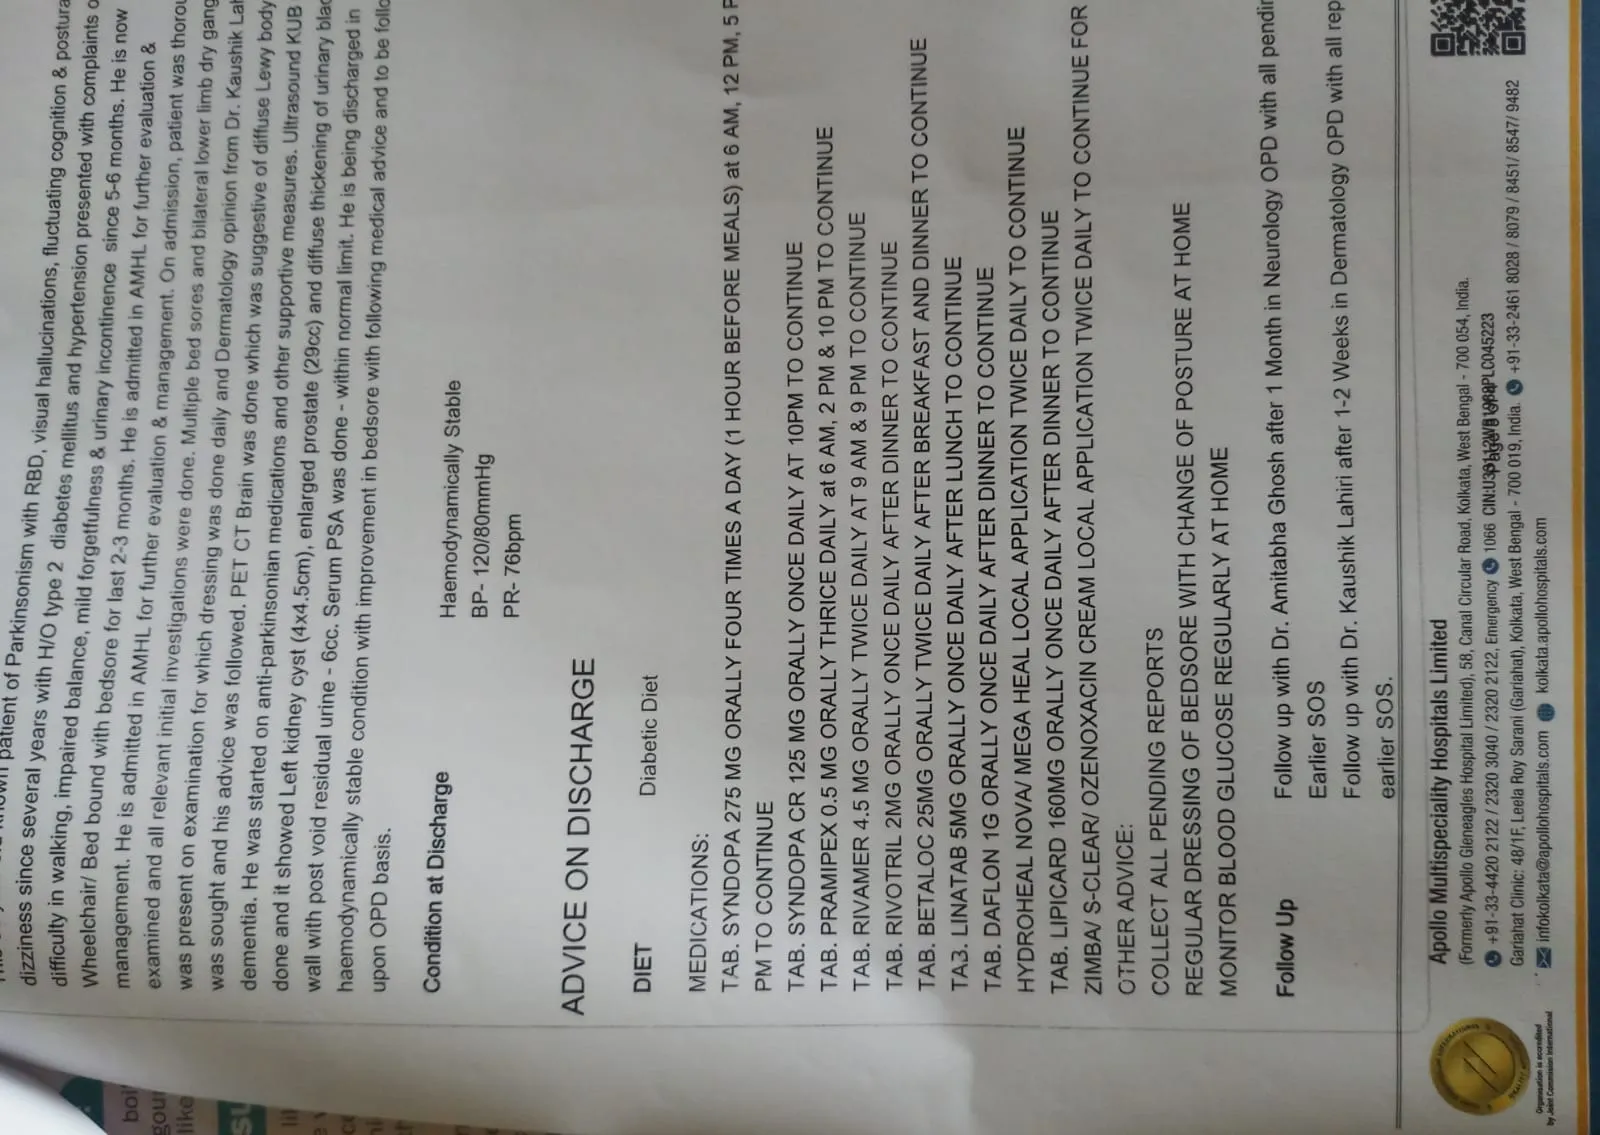 patient of Parkinsonism with RBD, visual hallucinations, fluctuating cognition & postura
dizziness since several years with H/O type 2 diabetes mellitus and hypertension presented with complaints o
difficulty in walking, impaired balance, mild forgetfulness & urinary incontinence since 5-6 months. He is now
Wheelchair/ Bed bound with bedsore for last 2-3 months. He is admitted in AMHL for further evaluation &
management. He is admitted in AMHL for further evaluation & management. On admission, patient was thorou
examined and all relevant initial investigations were done. Multiple bed sores and bilateral lower limb dry gang
was present on examination for which dressing was done daily and Dermatology opinion from Dr. Kaushik Lah
was sought and his advice was followed. PET CT Brain was done which was suggestive of diffuse Lewy body
dementia. He was started on anti-parkinsonian medications and other supportive measures. Ultrasound KUB
done and it showed Left kidney cyst (4x4.5cm), enlarged prostate (29cc) and diffuse thickening of urinary blad
wall with post void residual urine - 6cc. Serum PSA was done - within normal limit. He is being discharged in
haemodynamically stable condition with improvement in bedsore with following medical advice and to be follo
upon OPD basis.
Condition at Discharge
Haemodynamically Stable
BP- 120/80mmHg
PR- 76bpm
ADVICE ON DISCHARGE
DIET Diabetic Diet
MEDICATIONS:
TAB. SYNDOPA 275 MG ORALLY FOUR TIMES A DAY (1 HOUR BEFORE MEALS) at 6 AM, 12 PM, 5 P
PM TO CONTINUE
TAB. SYNDOPA CR 125 MG ORALLY ONCE DAILY AT 10PM TO CONTINUE
TAB. PRAMIPEX 0.5 MG ORALLY THRICE DAILY at 6 AM, 2 PM & 10 PM TO CONTINUE
TAB. RIVAMER 4.5 MG ORALLY TWICE DAILY AT 9 AM & 9 PM TO CONTINUE
TAB. RIVOTRIL 2MG ORALLY ONCE DAILY AFTER DINNER TO CONTINUE
TAB. BETALOC 25MG ORALLY TWICE DAILY AFTER BREAKFAST AND DINNER TO CONTINUE
TA3. LINATAB 5MG ORALLY ONCE DAILY AFTER LUNCH TO CONTINUE
TAB. DAFLON 1G ORALLY ONCE DAILY AFTER DINNER TO CONTINUE
HYDROHEAL NOVA/ MEGA HEAL LOCAL APPLICATION TWICE DAILY TO CONTINUE
TAB. LIPICARD 160MG ORALLY ONCE DAILY AFTER DINNER TO CONTINUE
ZIMBA/ S-CLEAR/ OZENOXACIN CREAM LOCAL APPLICATION TWICE DAILY TO CONTINUE FOR
OTHER ADVICE:
COLLECT ALL PENDING REPORTS
REGULAR DRESSING OF BEDSORE WITH CHANGE OF POSTURE AT HOME
MONITOR BLOOD GLUCOSE REGULARLY AT HOME
Follow Up
Follow up with Dr. Amitabha Ghosh after 1 Month in Neurology OPD with all pendin
Earlier SOS
Follow up with Dr. Kaushik Lahiri after 1-2 Weeks in Dermatology OPD with all rep
earlier SOS.
Apollo Multispeciality Hospitals Limited
(Formerly Apollo Gleneagles Hospital Limited), 58, Canal Circular Road, Kolkata, West Bengal - 700 054, India.
+91-33-4420 2122 / 2320 3040 / 2320 2122, Emergency 1066 CIN:
Gariahat Clinic: 48/1F, Leela Roy Sarani (Gariahat), Kolkata, West Bengal - 700 019, India. +91-33-2461 8028 / 8079 / 8451/ 8547/ 9482
infokolkata@apollohospitals.com kolkata.apollohospitals.com
Organisation is accredited
by Joint Commission International